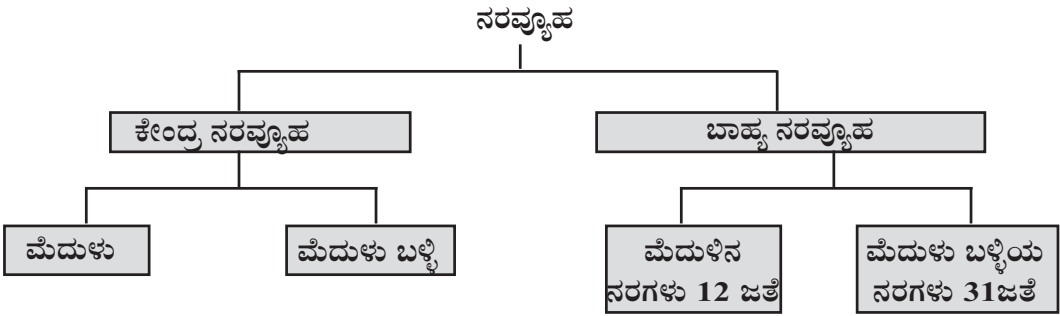 ನರವ್ಯೂಹ
ಕೇಂದ್ರ ನರವ್ಯೂಹ
ಬಾಹ್ಯ ನರವ್ಯೂಹ
ಮೆದುಳು
ಮೆದುಳು ಬಳ್ಳಿ
ಮೆದುಳಿನ
ನರಗಳು 12 ಜತೆ
ಮೆದುಳು ಬಳ್ಳಿಯ
ನರಗಳು 31ಜತೆ